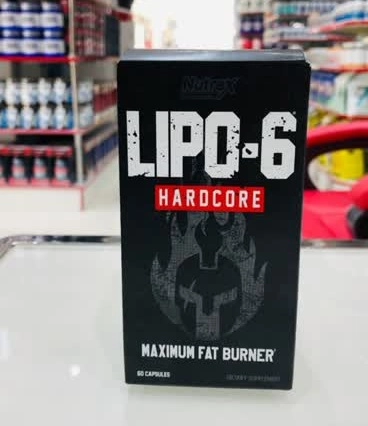 Nutrex
LIPO-6
HARDCORE
MAXIMUM FAT BURNER
60 CAPSULES
DIETARY SUPPLEMENT